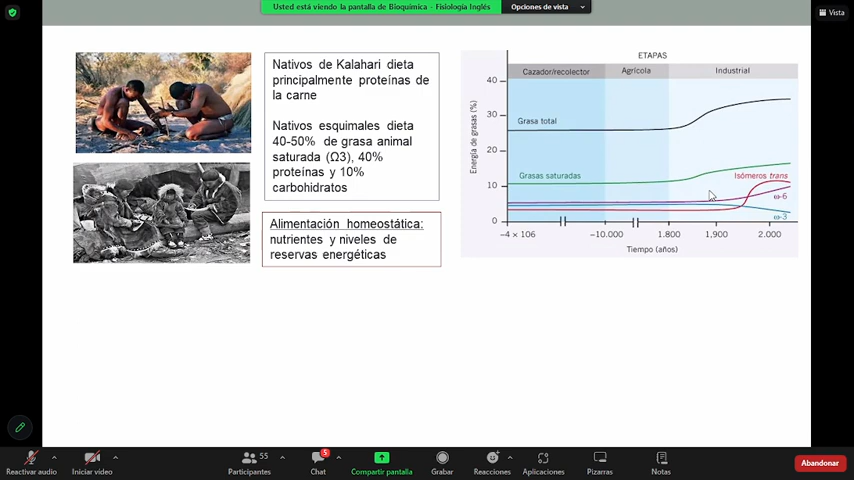 Usted está viendo la pantalla de Bioquímica - Fisiología Inglés
Opciones de vista
Vista
Nativos de Kalahari dieta
principalmente proteínas de
la carne
Nativos esquimales dieta
40-50% de grasa animal
saturada (Ω3), 40%
proteínas y 10%
carbohidratos
Alimentación homeostática:
nutrientes y niveles de
reservas energéticas
ETAPAS
Cazador/recolector
Agrícola
Industrial
Energía de grasas (%)
40
30
20
10
0
Grasa total
Grasas saturadas
Isómeros trans
ω-6
ω-3
−4 × 106
−10.000
1.800
1,900
2.000
Tiempo (años)
Reactivar audio
Iniciar video
Participantes
55
Chat
5
Compartir pantalla
Grabar
Reacciones
Aplicaciones
Pizarras
Notas
Abandonar